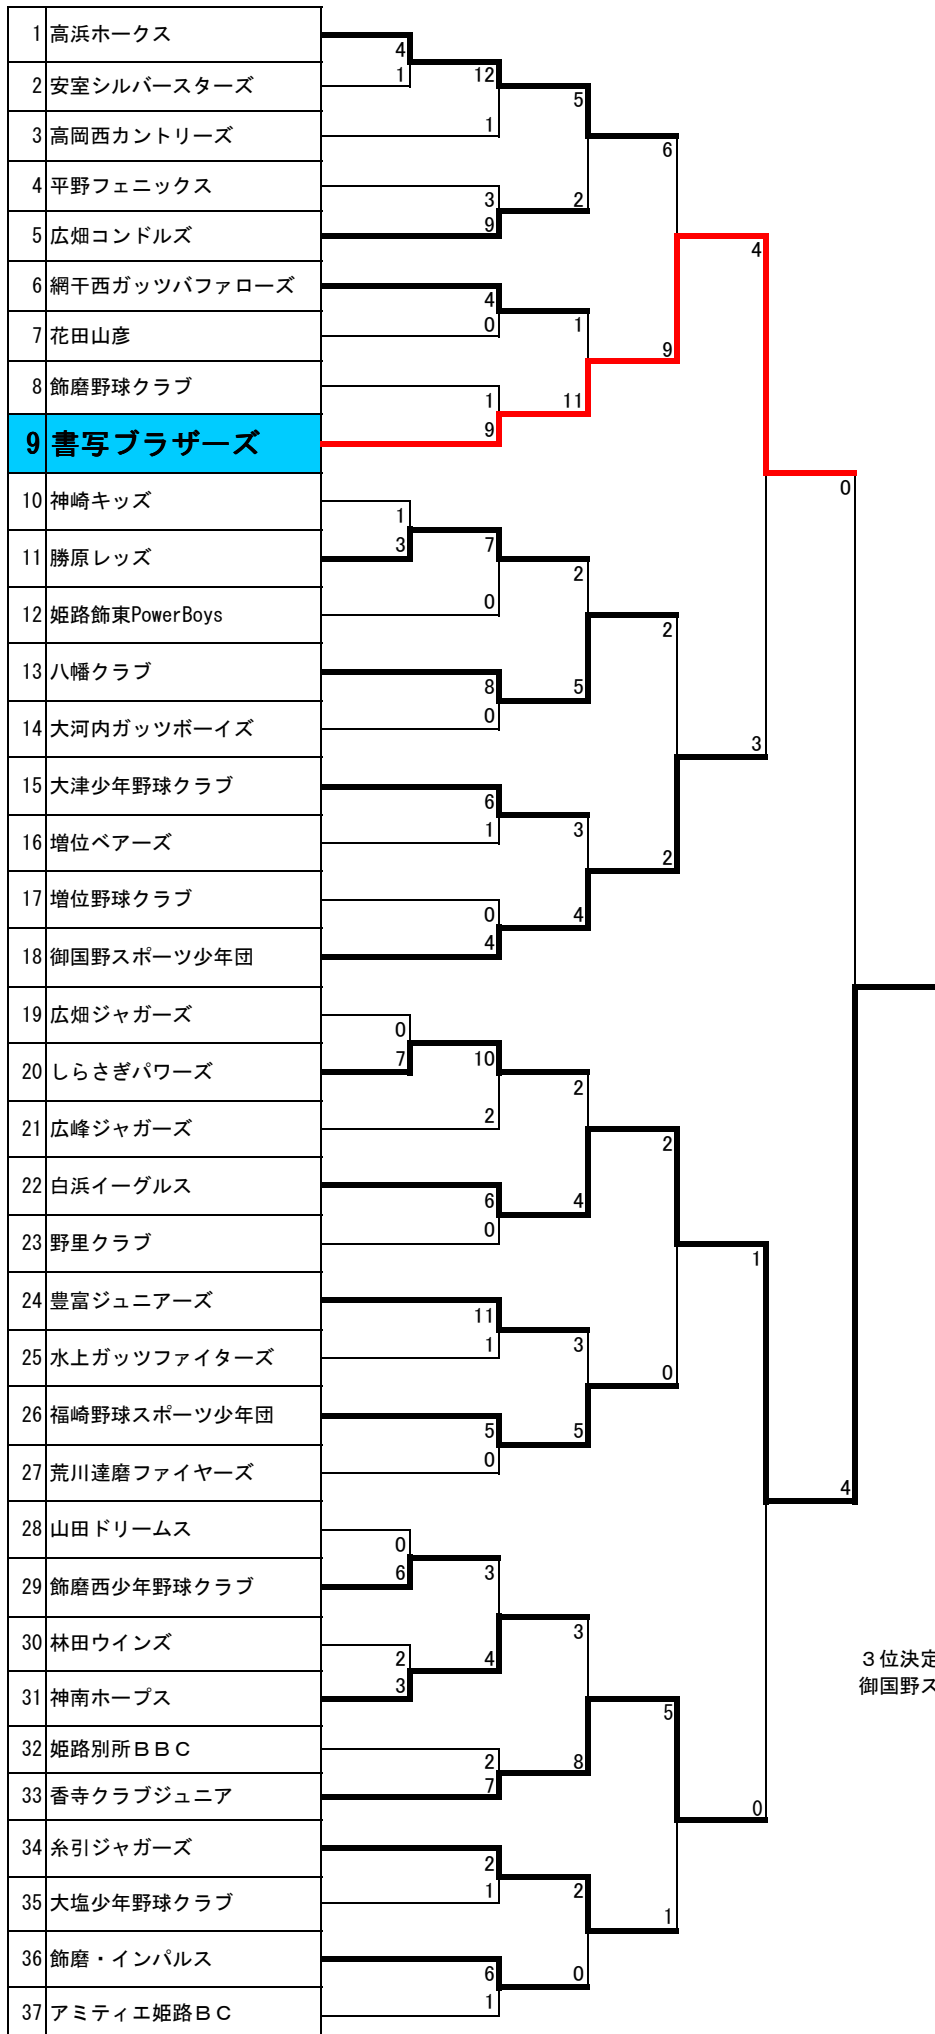 1 高浜ホークス
4
2 安室シルバースターズ
1
12
5
3 高岡西カントリーズ
1
6
4 平野フェニックス
3
2
5 広畑コンドルズ
9
4
6 網干西ガッツバファローズ
4
7 花田山彦
0
1
9
8 飾磨野球クラブ
1
11
9 書写ブラザーズ
9
0
10 神崎キッズ
1
11 勝原レッズ
3
7
2
12 姫路飾東PowerBoys
0
2
13 八幡クラブ
8
5
14 大河内ガッツボーイズ
0
3
15 大津少年野球クラブ
6
16 増位ベアーズ
1
3
2
17 増位野球クラブ
0
4
18 御国野スポーツ少年団
4
19 広畑ジャガーズ
0
20 しらさぎパワーズ
7
10
2
21 広峰ジャガーズ
2
2
22 白浜イーグルス
6
4
23 野里クラブ
0
1
24 豊富ジュニアーズ
11
25 水上ガッツファイターズ
1
3
0
26 福崎野球スポーツ少年団
5
5
27 荒川達磨ファイヤーズ
0
4
28 山田ドリームス
0
29 飾磨西少年野球クラブ
6
3
30 林田ウインズ
2
4
3
３位決定
31 神南ホープス
3
御国野ス
5
32 姫路別所ＢＢＣ
2
8
33 香寺クラブジュニア
7
0
34 糸引ジャガーズ
2
35 大塩少年野球クラブ
1
2
1
36 飾磨・インパルス
6
0
37 アミティエ姫路ＢＣ
1